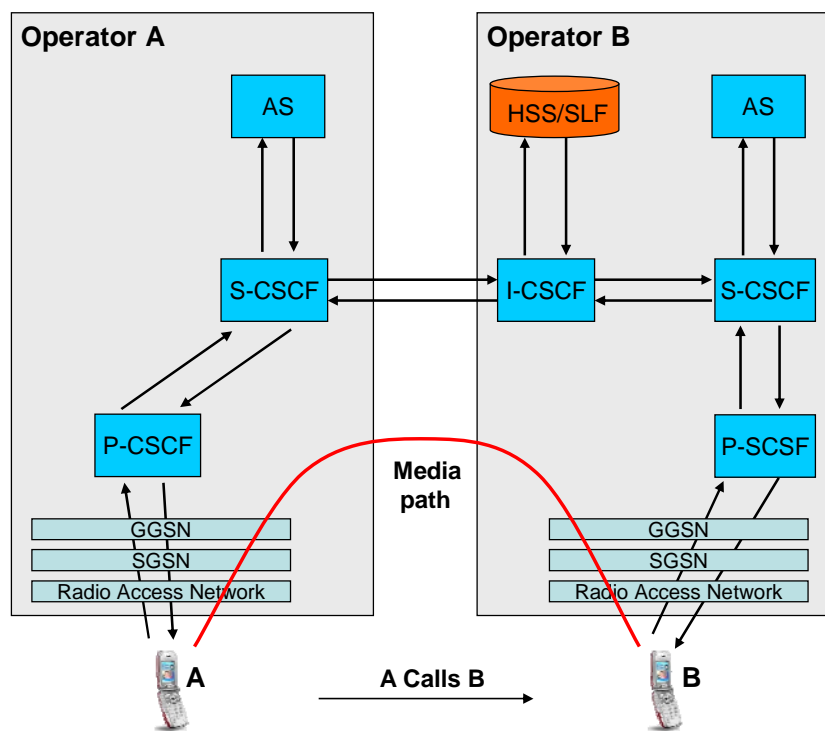 Operator A
Operator B
AS
HSS/SLF
AS
S-CSCF
I-CSCF
S-CSCF
P-CSCF
P-SCSF
Media
path
GGSN
GGSN
SGSN
SGSN
Radio Access Network
Radio Access Network
A
A Calls B
B